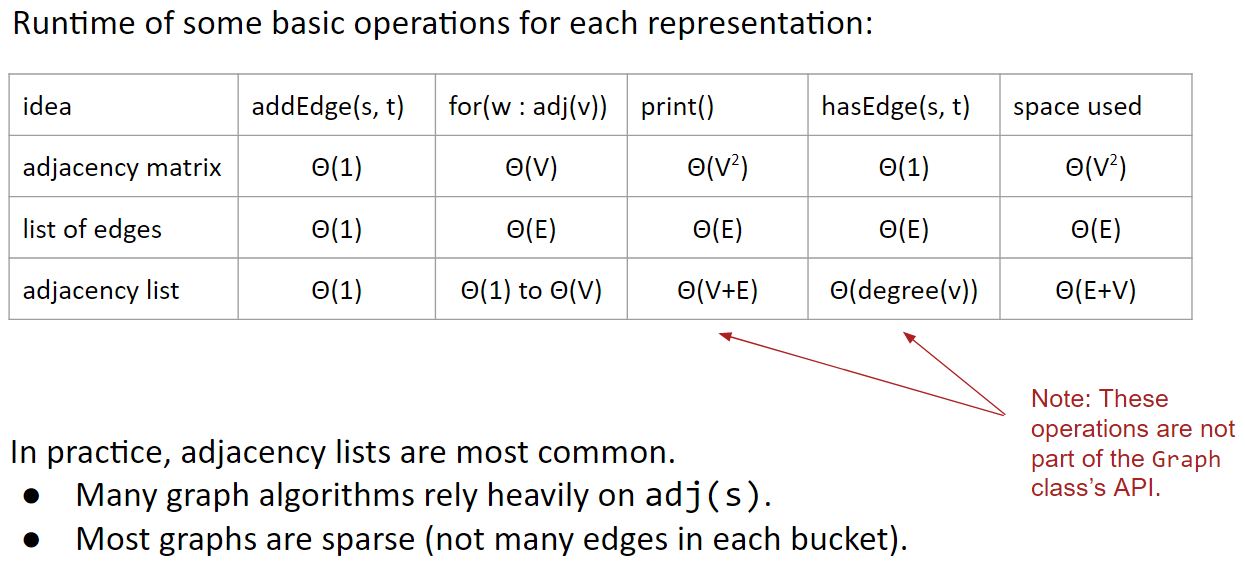 Runtime of some basic operations for each representation:
idea addEdge(s, t) for(w : adj(v)) print() hasEdge(s, t) space used
adjacency matrix Θ(1) Θ(V) Θ(V²) Θ(1) Θ(V²)
list of edges Θ(1) Θ(E) Θ(E) Θ(E) Θ(E)
adjacency list Θ(1) Θ(1) to Θ(V) Θ(V+E) Θ(degree(v)) Θ(E+V)
Note: These
operations are not
part of the Graph
class’s API.
In practice, adjacency lists are most common.
● Many graph algorithms rely heavily on adj(s).
● Most graphs are sparse (not many edges in each bucket).